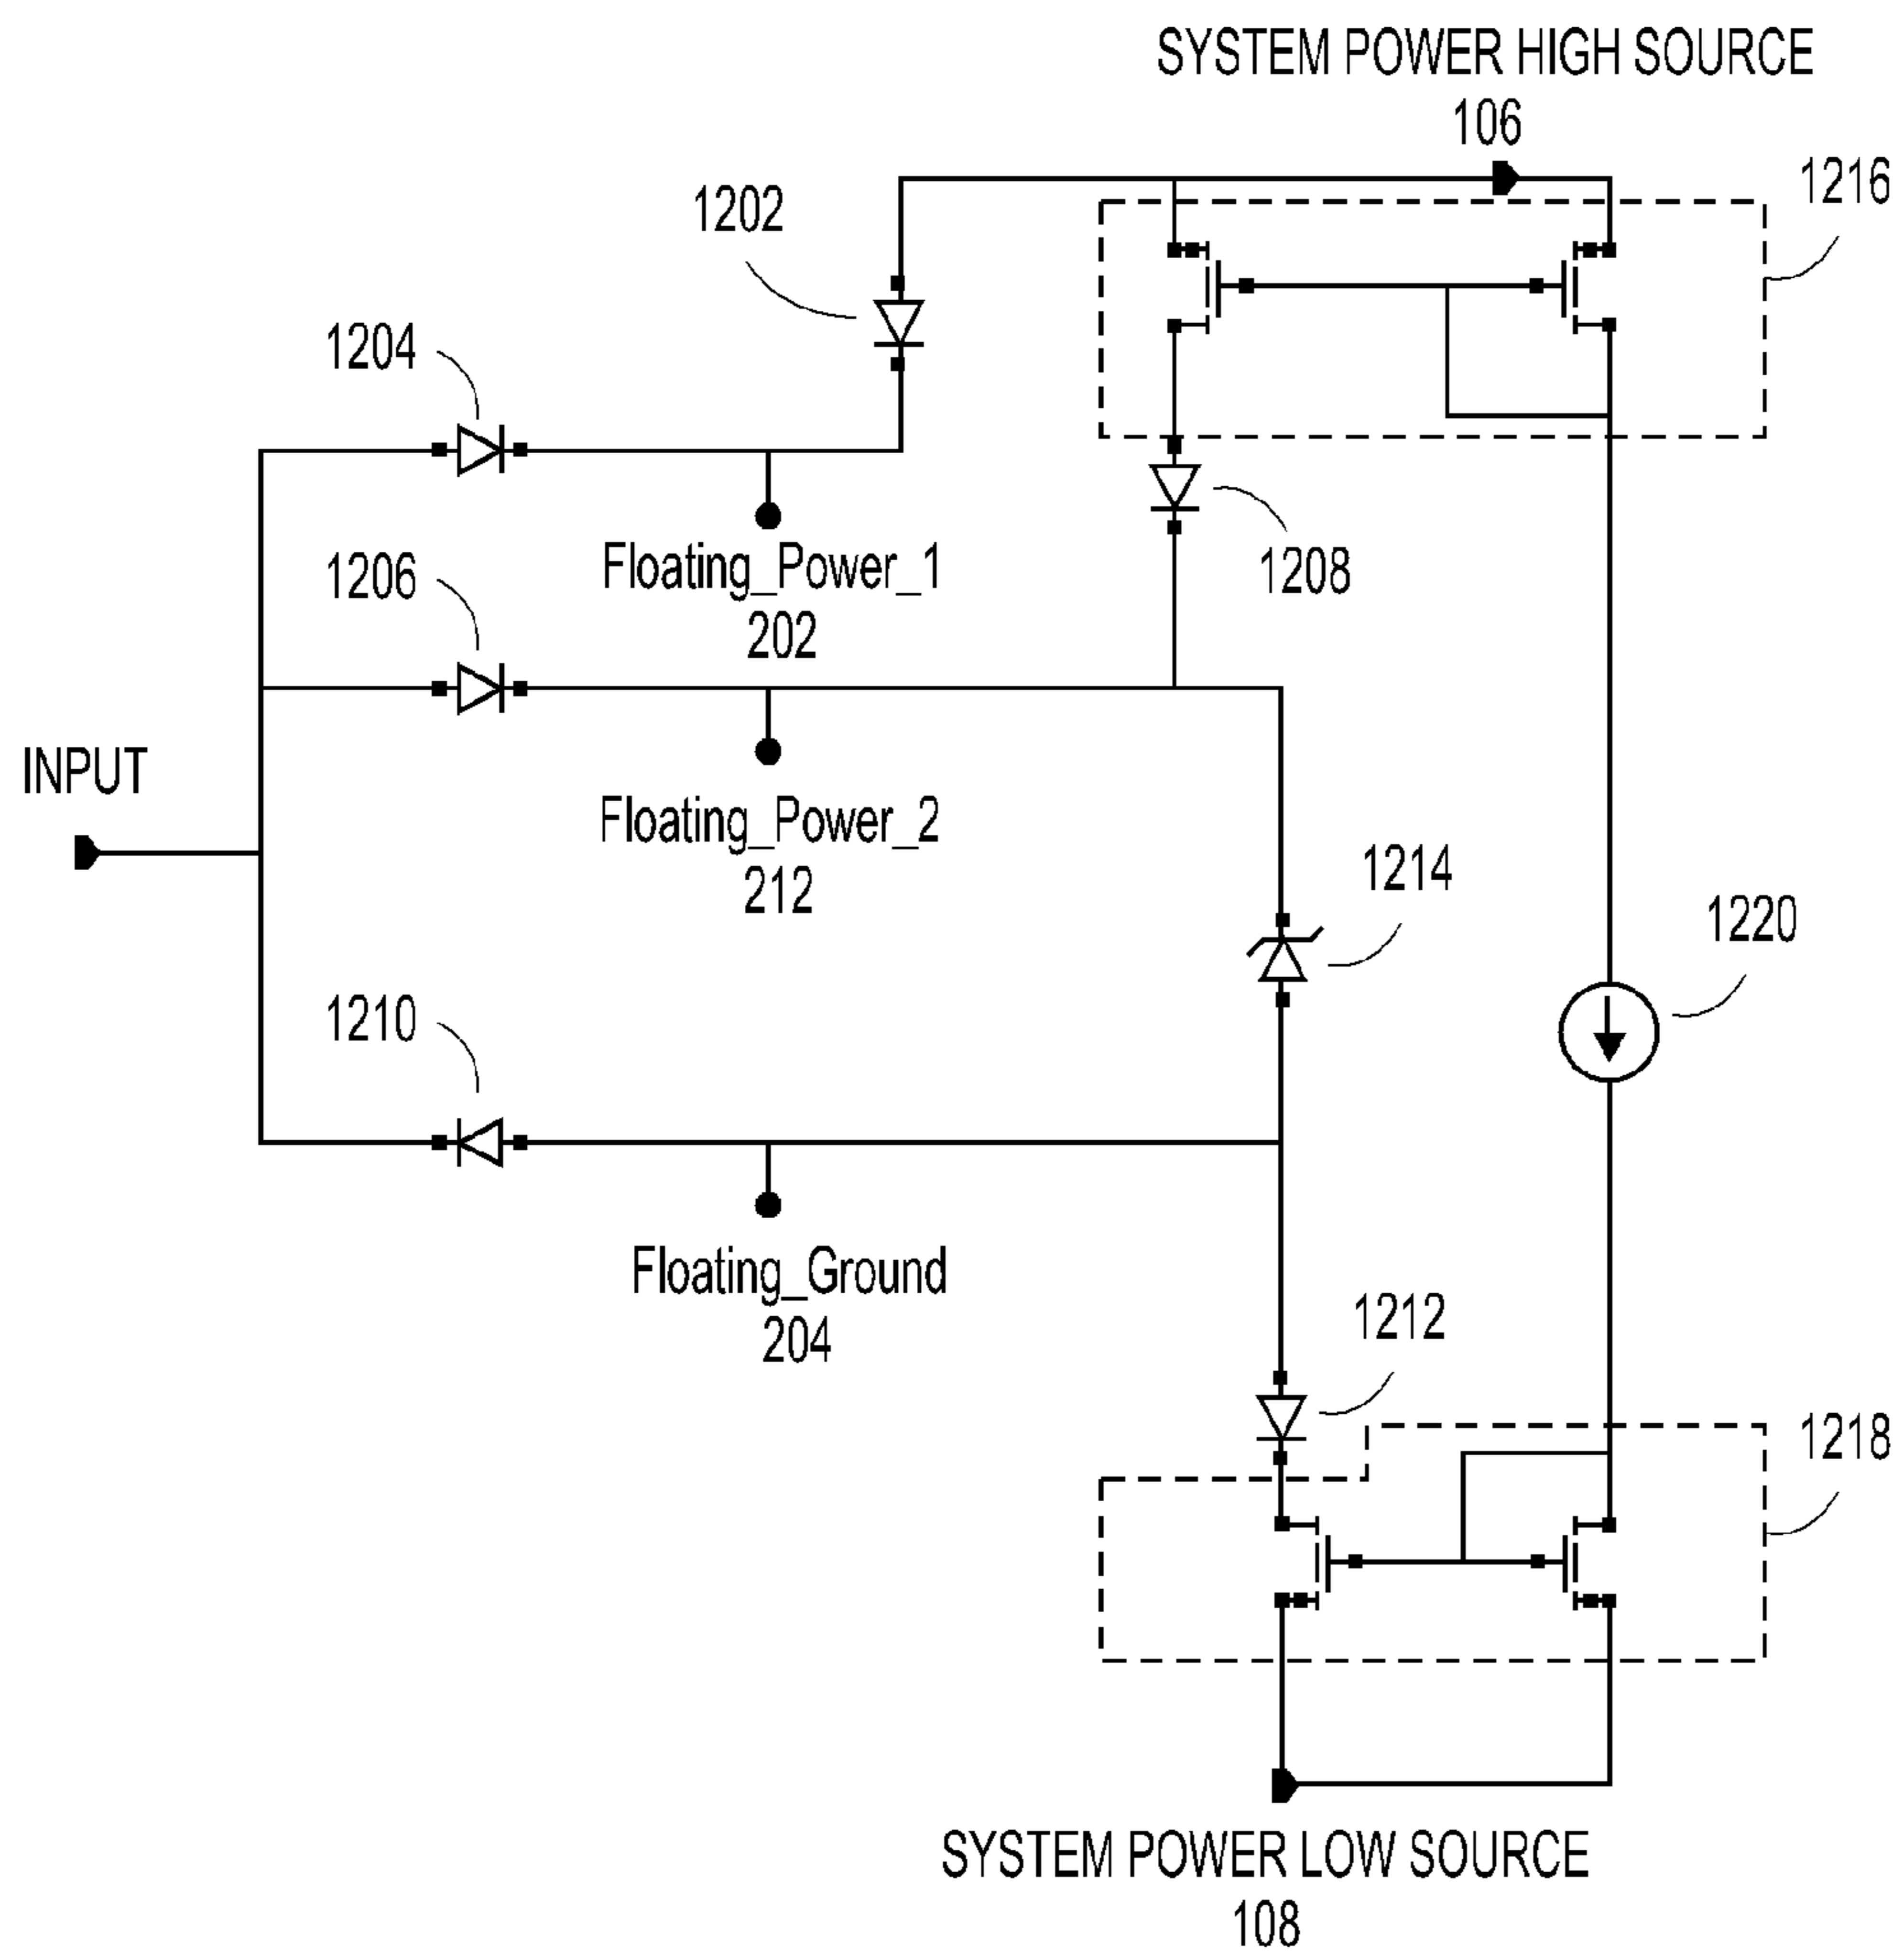 SYSTEM POWER HIGH SOURCE
106
1216
1202
1204
1208
Floating_Power_1
202
1206
INPUT
Floating_Power_2
212
1214
1220
1210
Floating_Ground
204
1212
1218
SYSTEM POWER LOW SOURCE
108